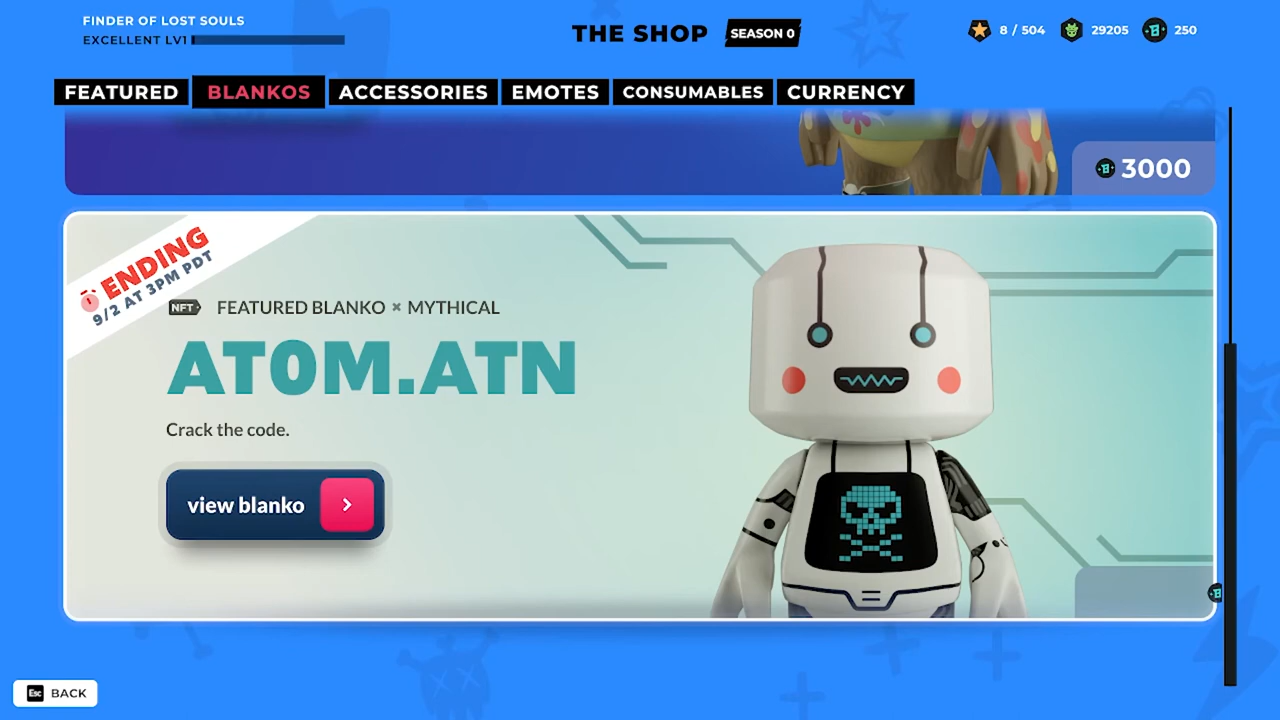 FINDER OF LOST SOULS
EXCELLENT LV1
THE SHOP
SEASON 0
8 / 504
29205
250
FEATURED
BLANKOS
ACCESSORIES
EMOTES
CONSUMABLES
CURRENCY
3000
ENDING
9/2 AT 3PM PDT
NFT
FEATURED BLANKO × MYTHICAL
AT0M.ATN
Crack the code.
view blanko
Esc BACK